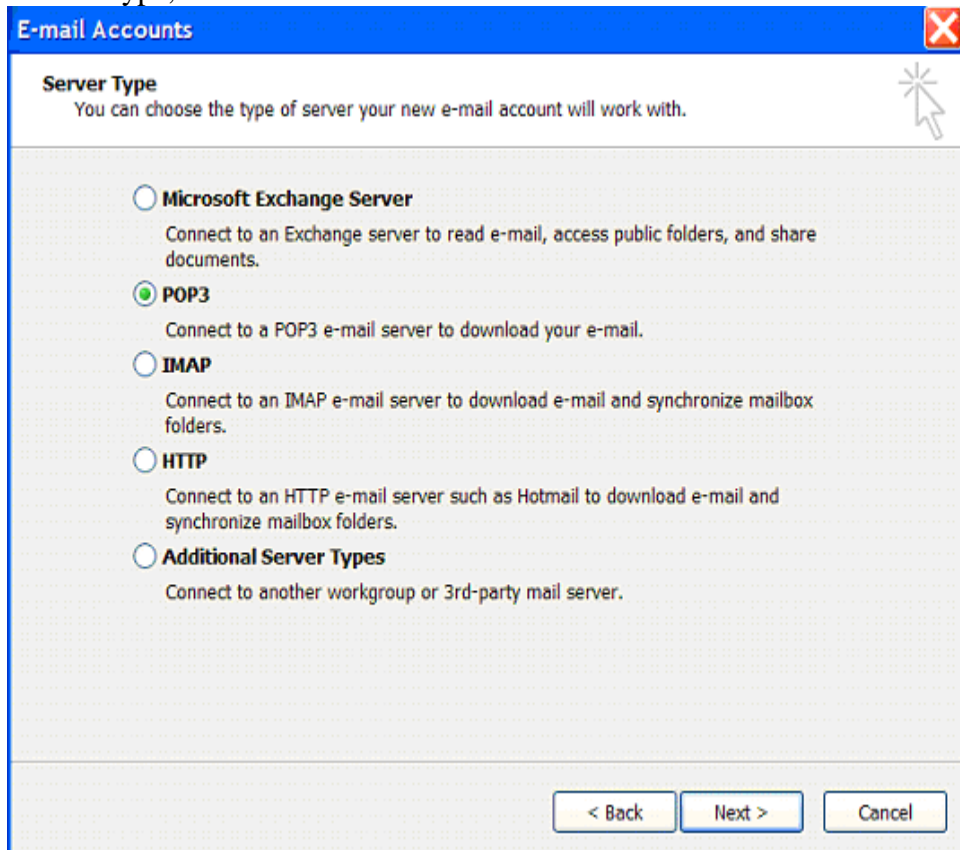 ype,
E-mail Accounts
Server Type
You can choose the type of server your new e-mail account will work with.
Microsoft Exchange Server
Connect to an Exchange server to read e-mail, access public folders, and share
documents.
POP3
Connect to a POP3 e-mail server to download your e-mail.
IMAP
Connect to an IMAP e-mail server to download e-mail and synchronize mailbox
folders.
HTTP
Connect to an HTTP e-mail server such as Hotmail to download e-mail and
synchronize mailbox folders.
Additional Server Types
Connect to another workgroup or 3rd-party mail server.
< Back Next > Cancel